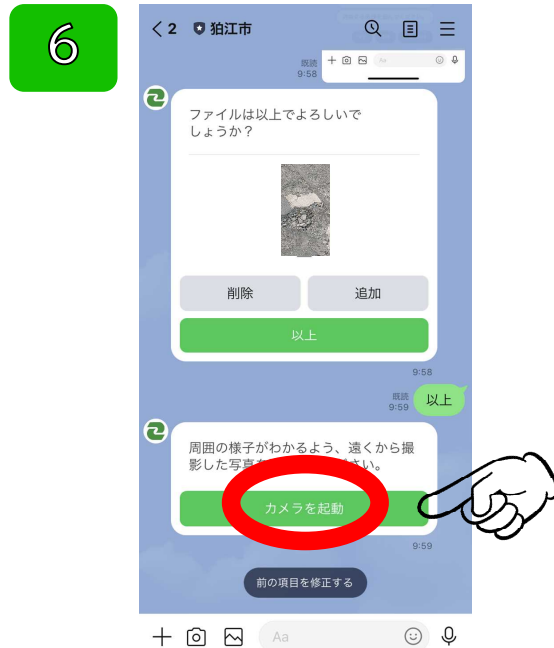 6
2 狛江市
既読
9:58
Aa
ファイルは以上でよろしいで
しょうか?
削除 追加
以上
9:58
既読
9:59
以上
周囲の様子がわかるよう、遠くから撮
影した写真を
さい。
カメラを起動
9:59
前の項目を修正する
Aa